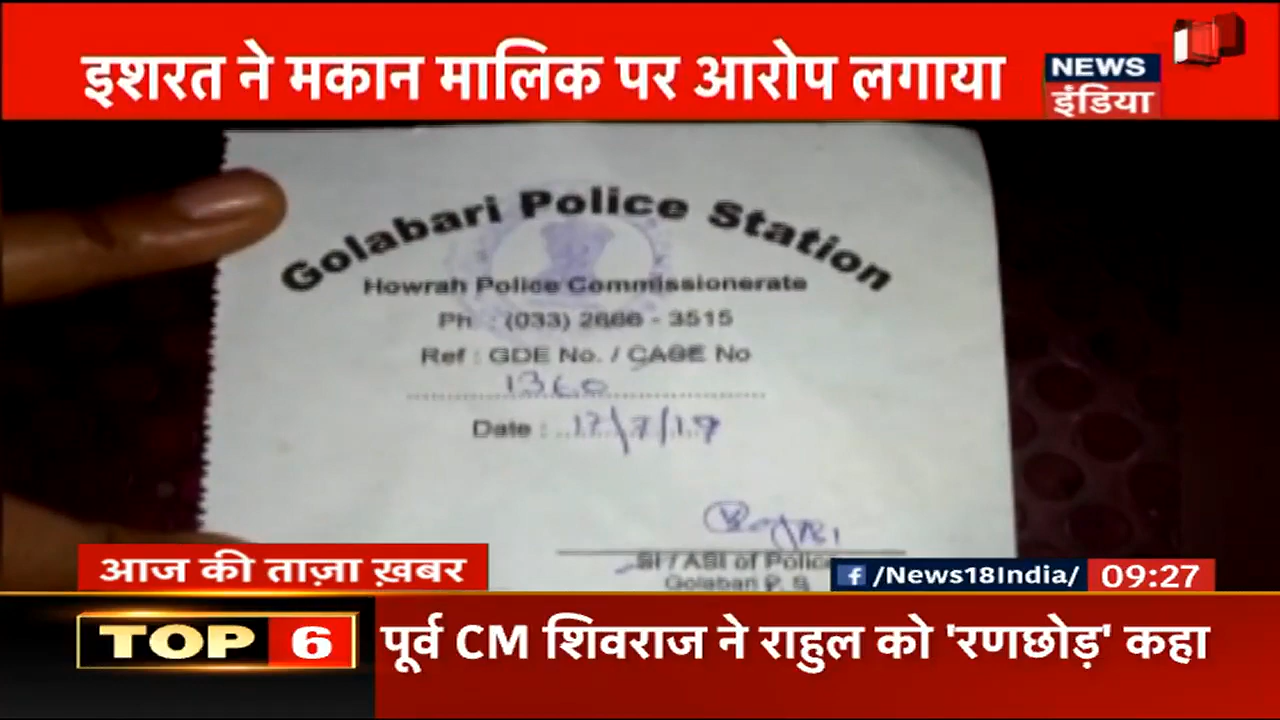 इशरत ने मकान मालिक पर आरोप लगाया
NEWS
इंडिया
Golabari Police Station
Howrah Police Commissionerate
Ph : (033) 2666 - 3515
Ref : GDE No. / CASE No
1360
Date : 17/7/19
SI / ASI of Police
Golabari P. S.
आज की ताज़ा ख़बर
/News18India/
09:27
TOP 6
पूर्व CM शिवराज ने राहुल को 'रणछोड़' कहा